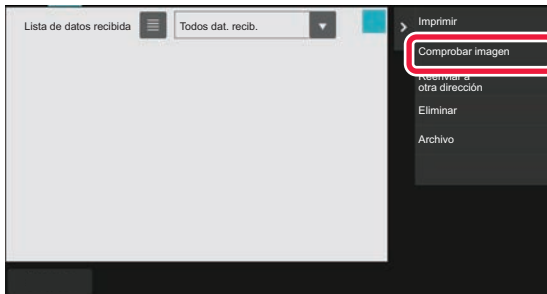 Lista de datos recibida
Todos dat. recib.
Imprimir
Comprobar imagen
Reenviar a
otra dirección
Eliminar
Archivo